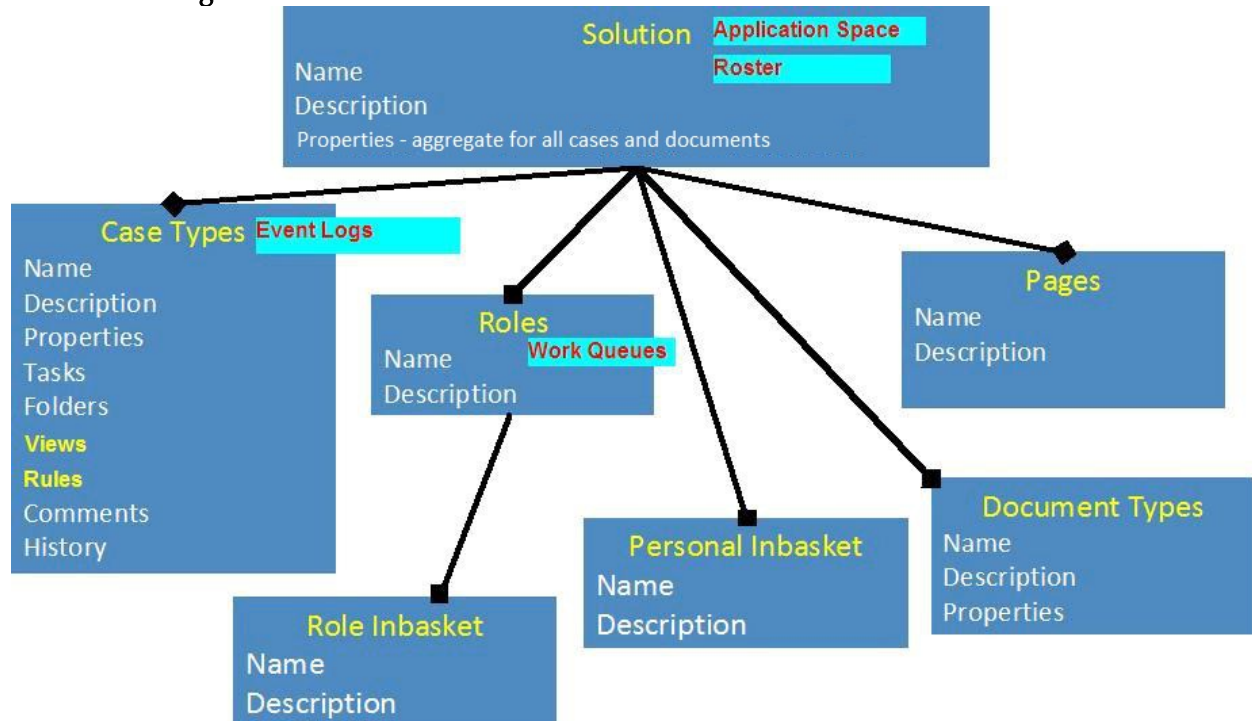 Solution Application Space
Roster
Name
Description
Properties - aggregate for all cases and documents
Case Types Event Logs
Name
Description
Properties
Tasks
Folders
Views
Rules
Comments
History
Roles
Work Queues
Name
Description
Pages
Name
Description
Role Inbasket
Name
Description
Personal Inbasket
Name
Description
Document Types
Name
Description
Properties